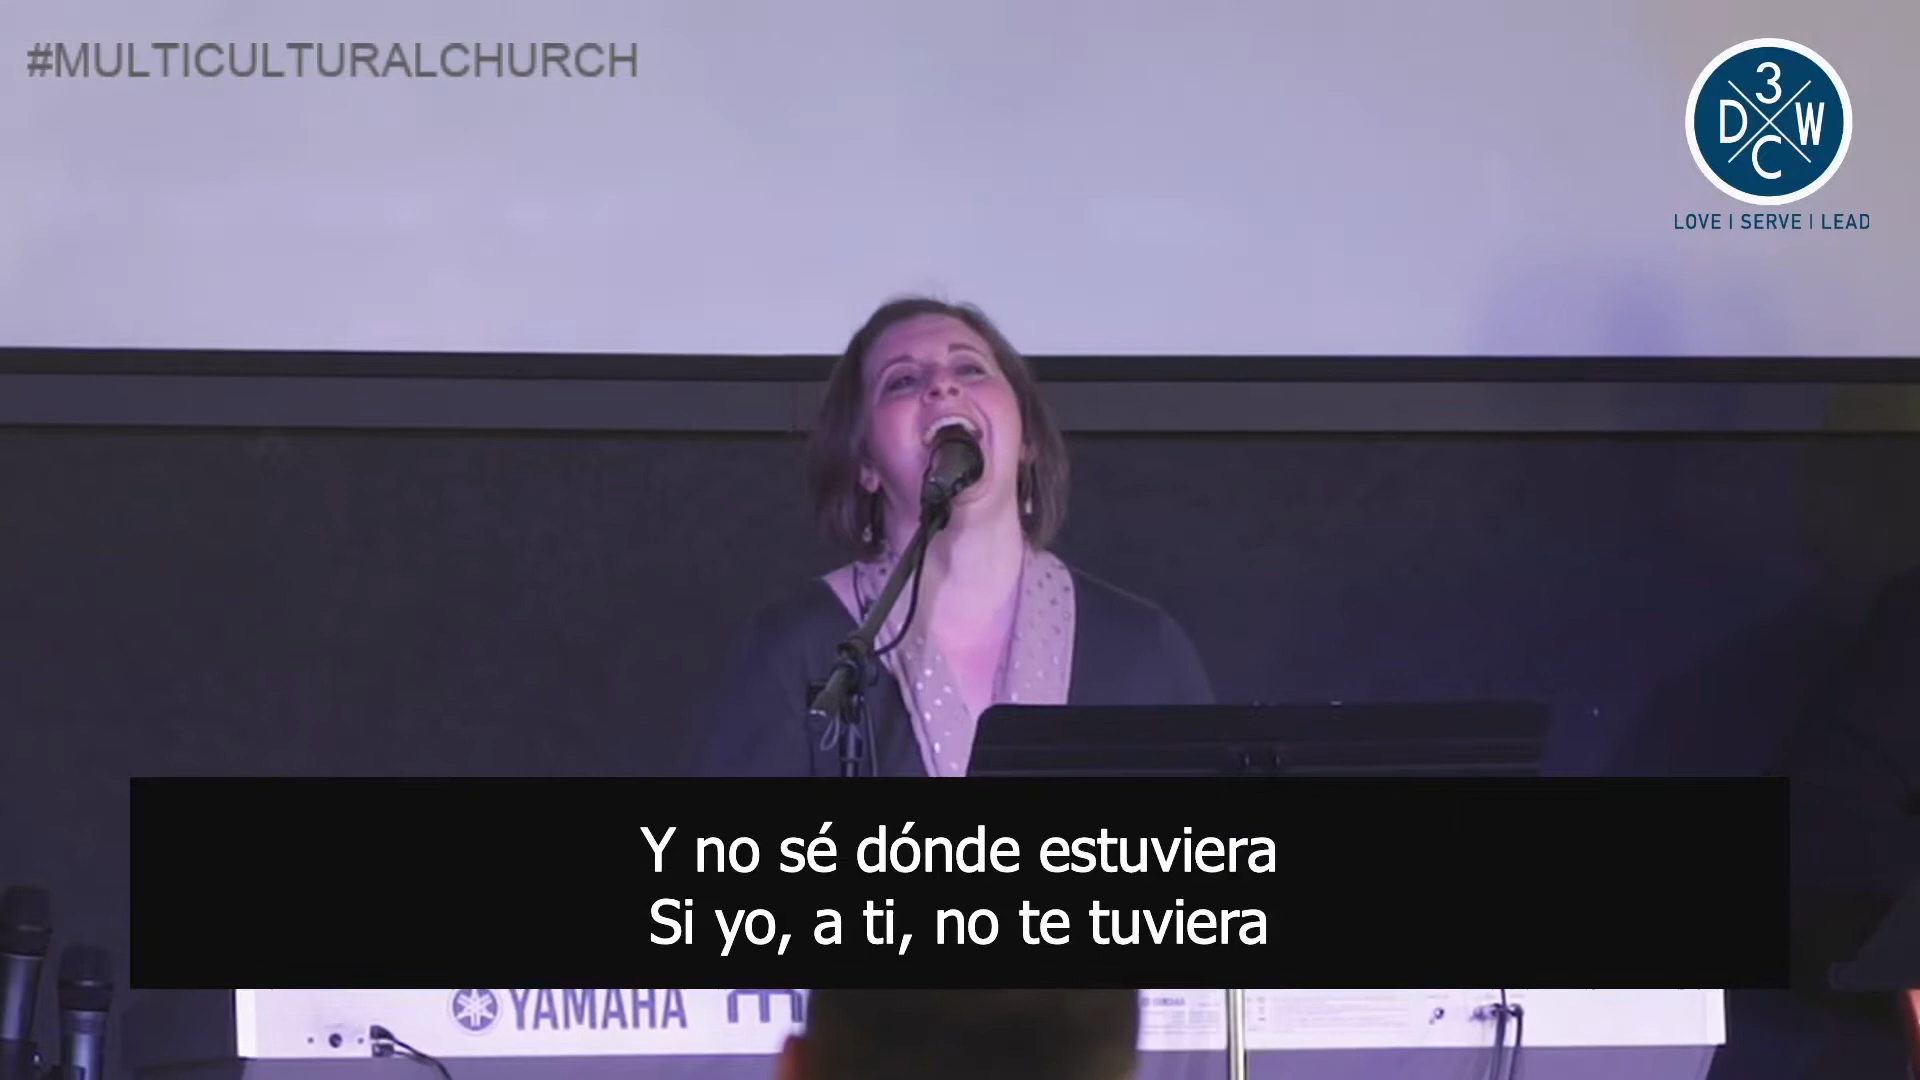 #MULTICULTURALCHURCH
3
D W
C
LOVE | SERVE | LEAD
Y no sé dónde estuviera
Si yo, a ti, no te tuviera
YAMAHA